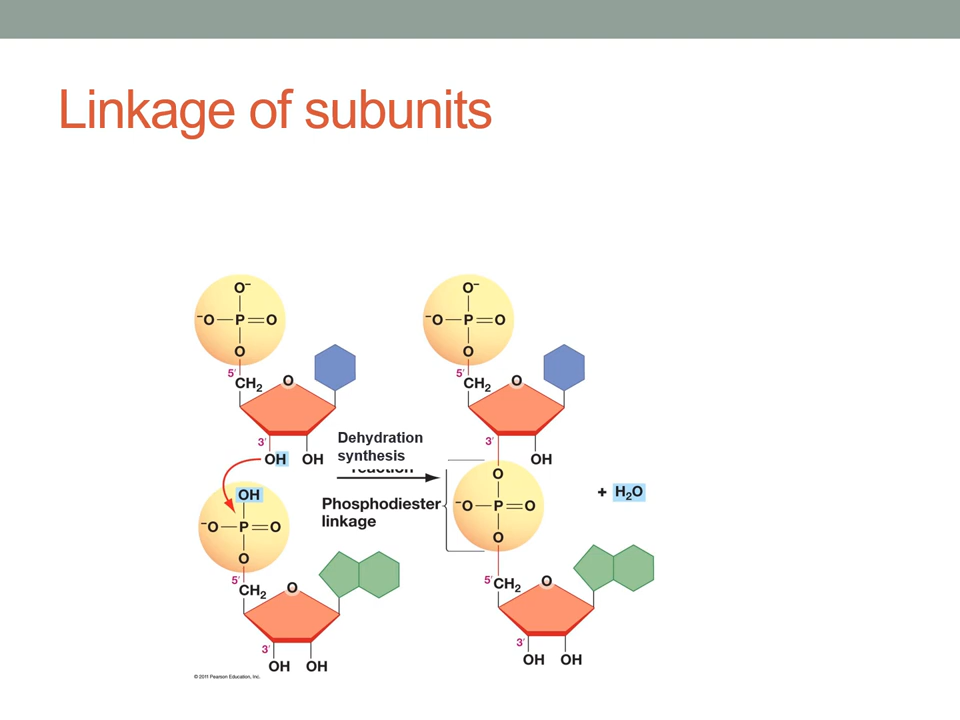 Linkage of subunits
O⁻
⁻O—P=O
O
5′
CH₂
O
3′
OH OH
OH
⁻O—P=O
O
5′
CH₂
O
3′
OH OH
Dehydration
synthesis
reaction
Phosphodiester
linkage
O⁻
⁻O—P=O
O
5′
CH₂
O
3′
OH
O
⁻O—P=O
O
5′
CH₂
O
3′
OH OH
+ H₂O
© 2011 Pearson Education, Inc.